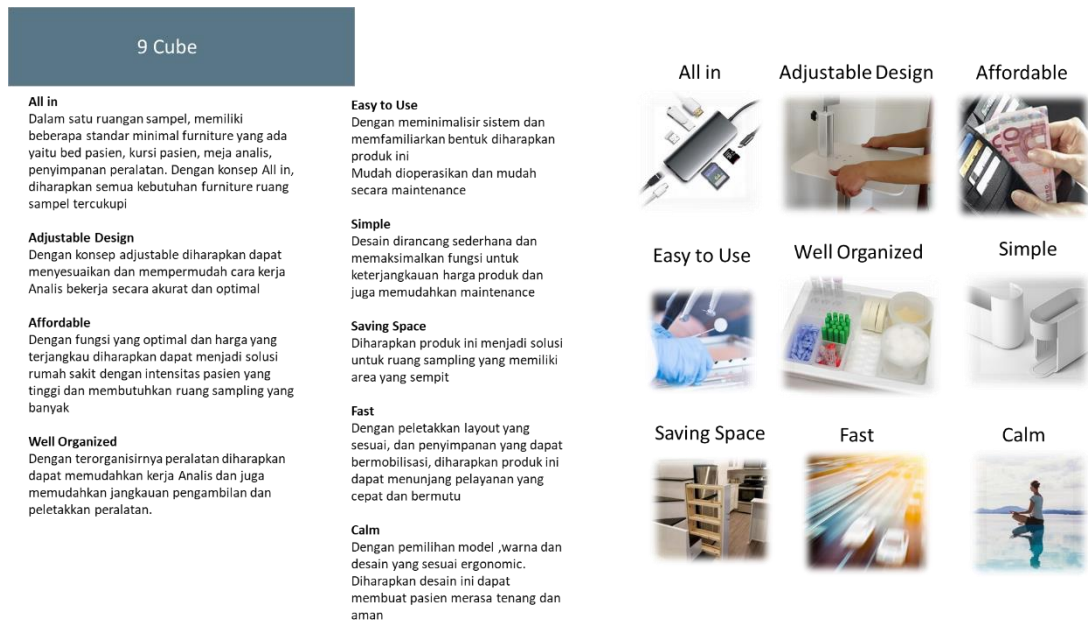 9 Cube
All in
Dalam satu ruangan sampel, memiliki
beberapa standar minimal furniture yang ada
yaitu bed pasien, kursi pasien, meja analis,
penyimpanan peralatan. Dengan konsep All in,
diharapkan semua kebutuhan furniture ruang
sampel tercukupi
Adjustable Design
Dengan konsep adjustable diharapkan dapat
menyesuaikan dan mempermudah cara kerja
Analis bekerja secara akurat dan optimal
Affordable
Dengan fungsi yang optimal dan harga yang
terjangkau diharapkan dapat menjadi solusi
rumah sakit dengan intensitas pasien yang
tinggi dan membutuhkan ruang sampling yang
banyak
Well Organized
Dengan terorganisirnya peralatan diharapkan
dapat memudahkan kerja Analis dan juga
memudahkan jangkauan pengambilan dan
peletakkan peralatan.
Easy to Use
Dengan meminimalisir sistem dan
memfamiliarkan bentuk diharapkan
produk ini
Mudah dioperasikan dan mudah
secara maintenance
Simple
Desain dirancang sederhana dan
memaksimalkan fungsi untuk
keterjangkauan harga produk dan
juga memudahkan maintenance
Saving Space
Diharapkan produk ini menjadi solusi
untuk ruang sampling yang memiliki
area yang sempit
Fast
Dengan peletakkan layout yang
sesuai, dan penyimpanan yang dapat
bermobilisasi, diharapkan produk ini
dapat menunjang pelayanan yang
cepat dan bermutu
Calm
Dengan pemilihan model ,warna dan
desain yang sesuai ergonomic.
Diharapkan desain ini dapat
membuat pasien merasa tenang dan
aman
All in
Adjustable Design
Affordable
10
Easy to Use
Well Organized
Simple
Saving Space
Fast
Calm